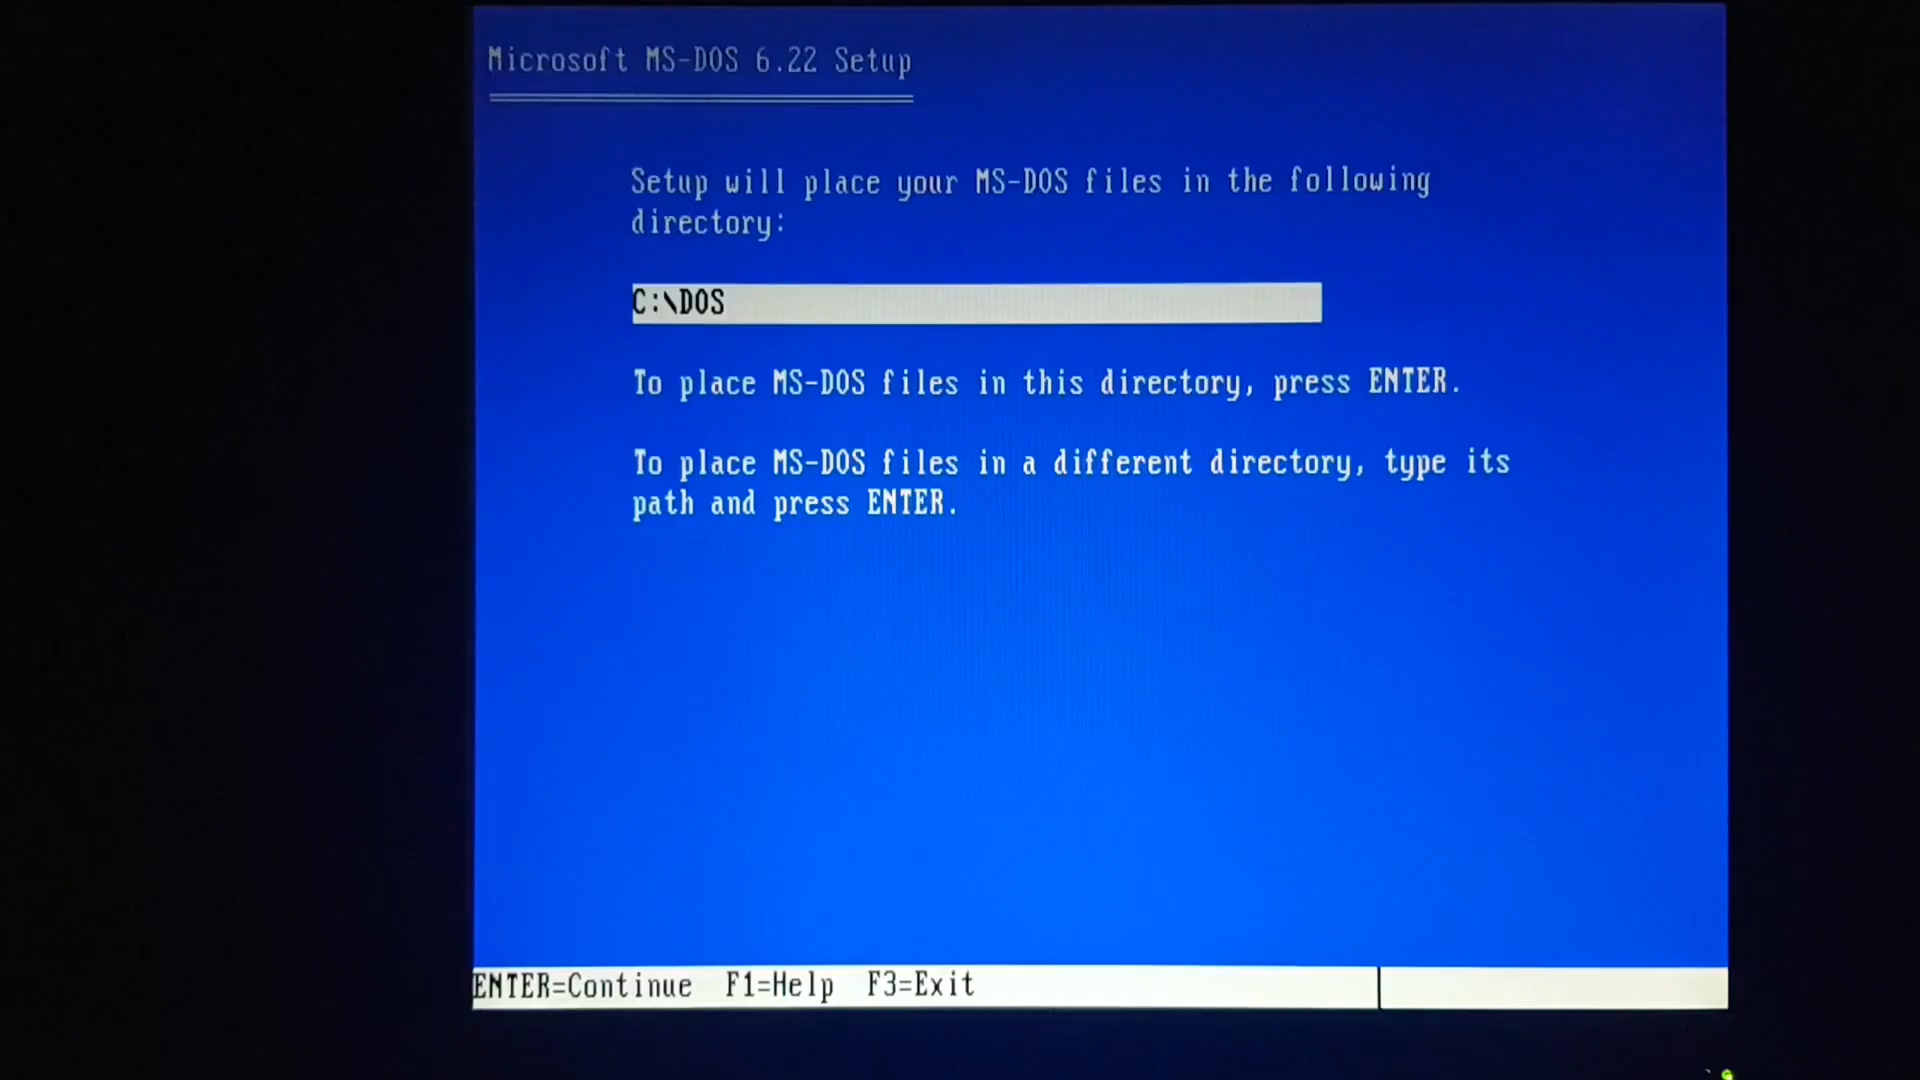 Microsoft MS-DOS 6.22 Setup
Setup will place your MS-DOS files in the following
directory:
C:\DOS
To place MS-DOS files in this directory, press ENTER.
To place MS-DOS files in a different directory, type its
path and press ENTER.
ENTER=Continue  F1=Help  F3=Exit